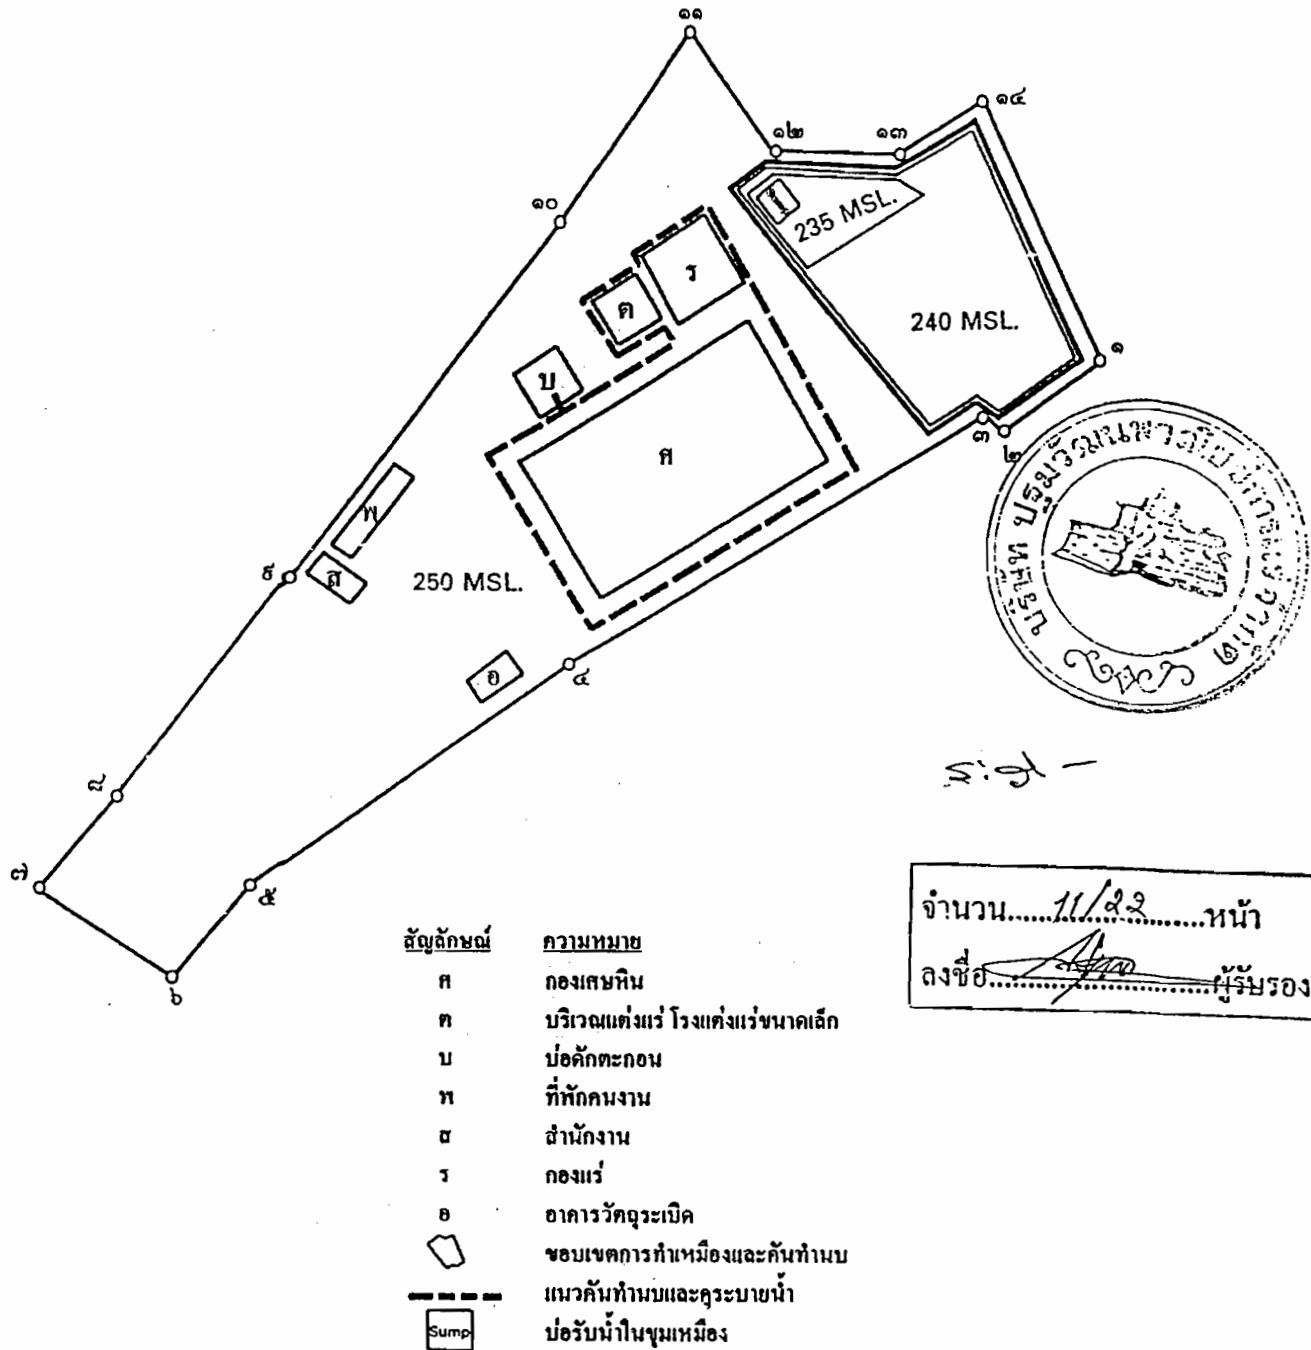 ๑๑
๑๔
๑๒
๑๓
๑๐
235 MSL.
ร
ต
240 MSL.
๑
บ
๓
๒
ศ
พ
๙
ส
250 MSL.
๔
อ
๘
๗
๕
๖
จำนวน 11/22 หน้า
ลงชื่อ ผู้รับรอง
สัญลักษณ์ ความหมาย
ศ กองเศษหิน
ต บริเวณแต่งแร่ โรงแต่งแร่ขนาดเล็ก
บ บ่อดักตะกอน
พ ที่พักคนงาน
ส สำนักงาน
ร กองแร่
อ อาคารวัตถุระเบิด
ขอบเขตการทำเหมืองและคันทำนบ
แนวคันทำนบและคูระบายน้ำ
Sump บ่อรับน้ำในขุมเหมือง